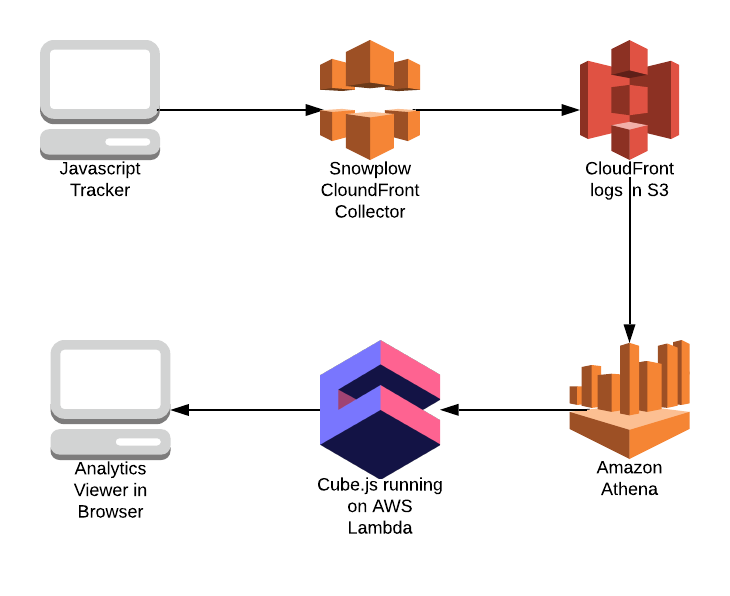 Javascript
Tracker
Snowplow
CloundFront
Collector
CloudFront
logs in S3
Analytics
Viewer in
Browser
Cube.js running
on AWS
Lambda
Amazon
Athena